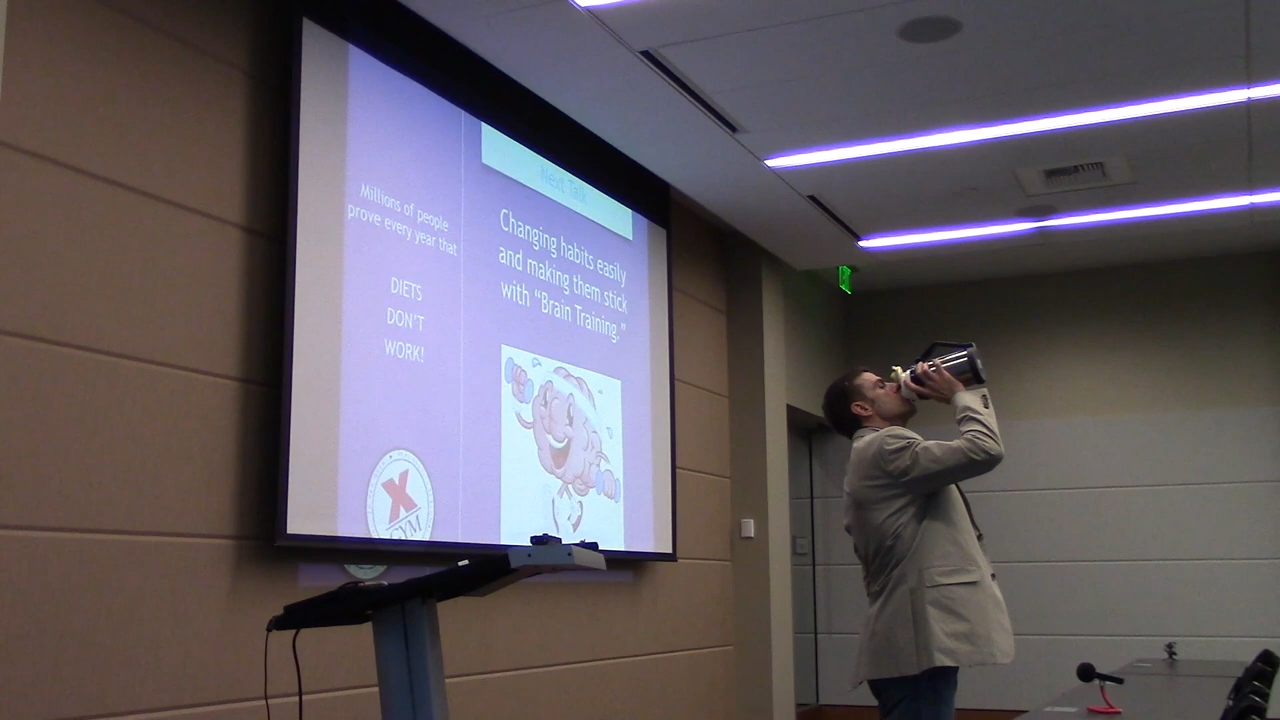 Millions of people
prove every year that
DIETS
DON'T
WORK!
X
GYM
Next Talk
Changing habits easily
and making them stick
with "Brain Training."